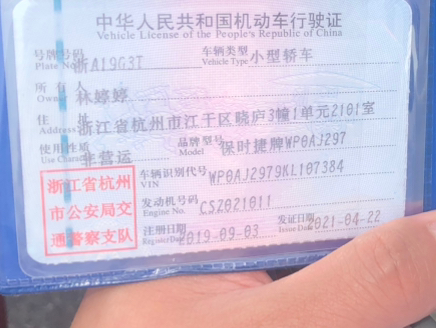 中华人民共和国机动车行驶证
Vehicle License of the People's Republic of China
号牌号码 浙A19G3T 车辆类型 小型轿车
Plate No. Vehicle Type
所有人 林婷婷
Owner
住址 浙江省杭州市江干区晓庐3幢1单元2101室
Address
使用性质 非营运 品牌型号 保时捷牌WP0AJ297
Use Character Model
浙江省杭州市公安局交通警察支队
车辆识别代号 WP0AJ2979KL107384
VIN
发动机号码 CSZ021011
Engine No.
注册日期 2019-09-03 发证日期 2021-04-22
Register Date Issue Date